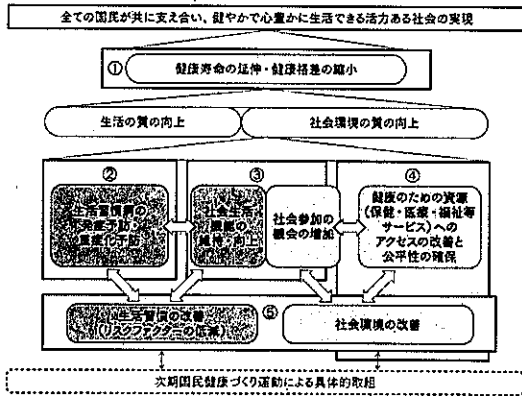 全ての国民が共に支え合い、健やかで心豊かに生活できる活力ある社会の実現
①
健康寿命の延伸・健康格差の縮小
生活の質の向上
社会環境の質の向上
②
生活習慣病の
発症予防・
重症化予防
③
社会生活
機能の
維持・向上
社会参加の
機会の増加
④
健康のための資源
(保健・医療・福祉等
サービス)への
アクセスの改善と
公平性の確保
生活習慣の改善
(リスクファクターの低減)
⑤
社会環境の改善
次期国民健康づくり運動による具体的取組